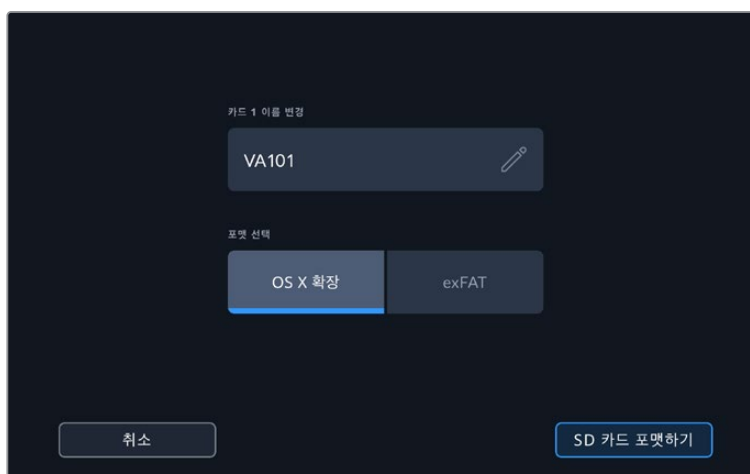 카드 1 이름 변경
VA101
포맷 선택
OS X 확장
exFAT
취소
SD 카드 포맷하기